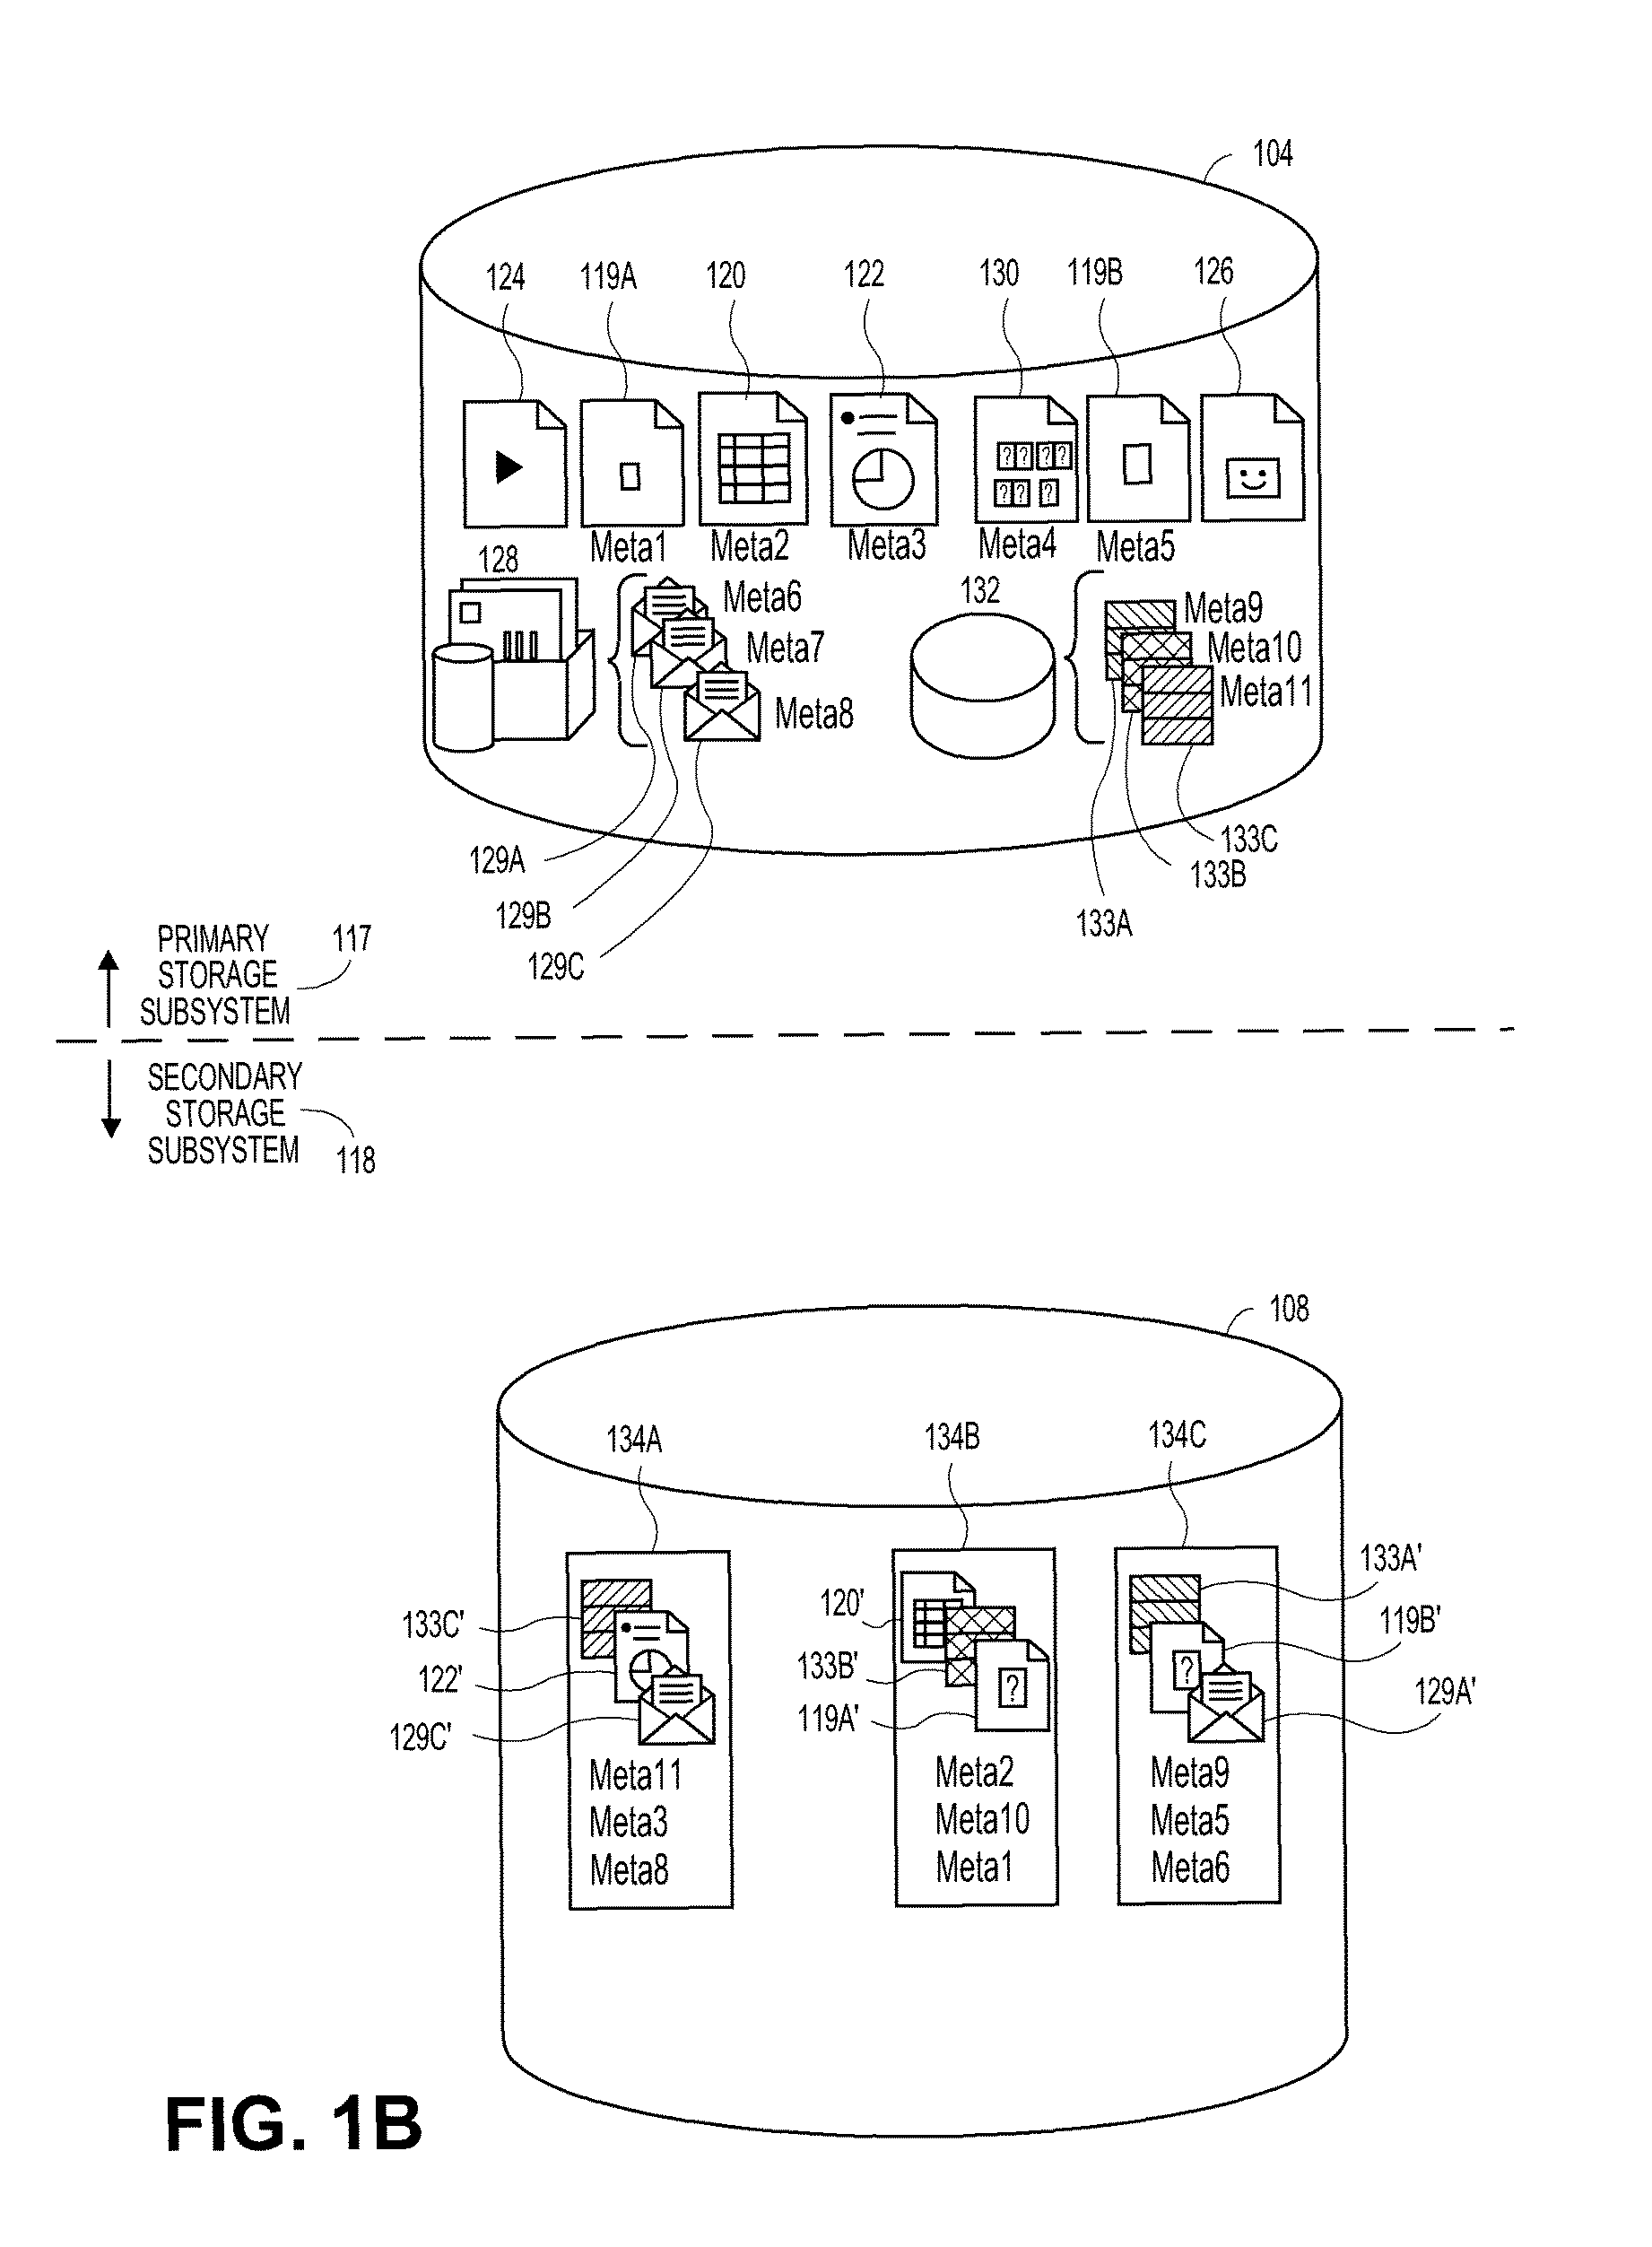 104
124 119A 120 122 130 119B 126
? ? ? ?
? ? ?
Meta1 Meta2 Meta3 Meta4 Meta5
128 Meta6 132 Meta9
Meta7 Meta10
Meta8 Meta11
129A 133C
129B 133B
129C 133A
PRIMARY 117
STORAGE
SUBSYSTEM
SECONDARY
STORAGE
SUBSYSTEM 118
108
134A 134B 134C
133C' 120' 133A'
122' 133B' 119B'
129C' 119A' 129A'
? ?
Meta11 Meta2 Meta9
Meta3 Meta10 Meta5
Meta8 Meta1 Meta6
FIG. 1B